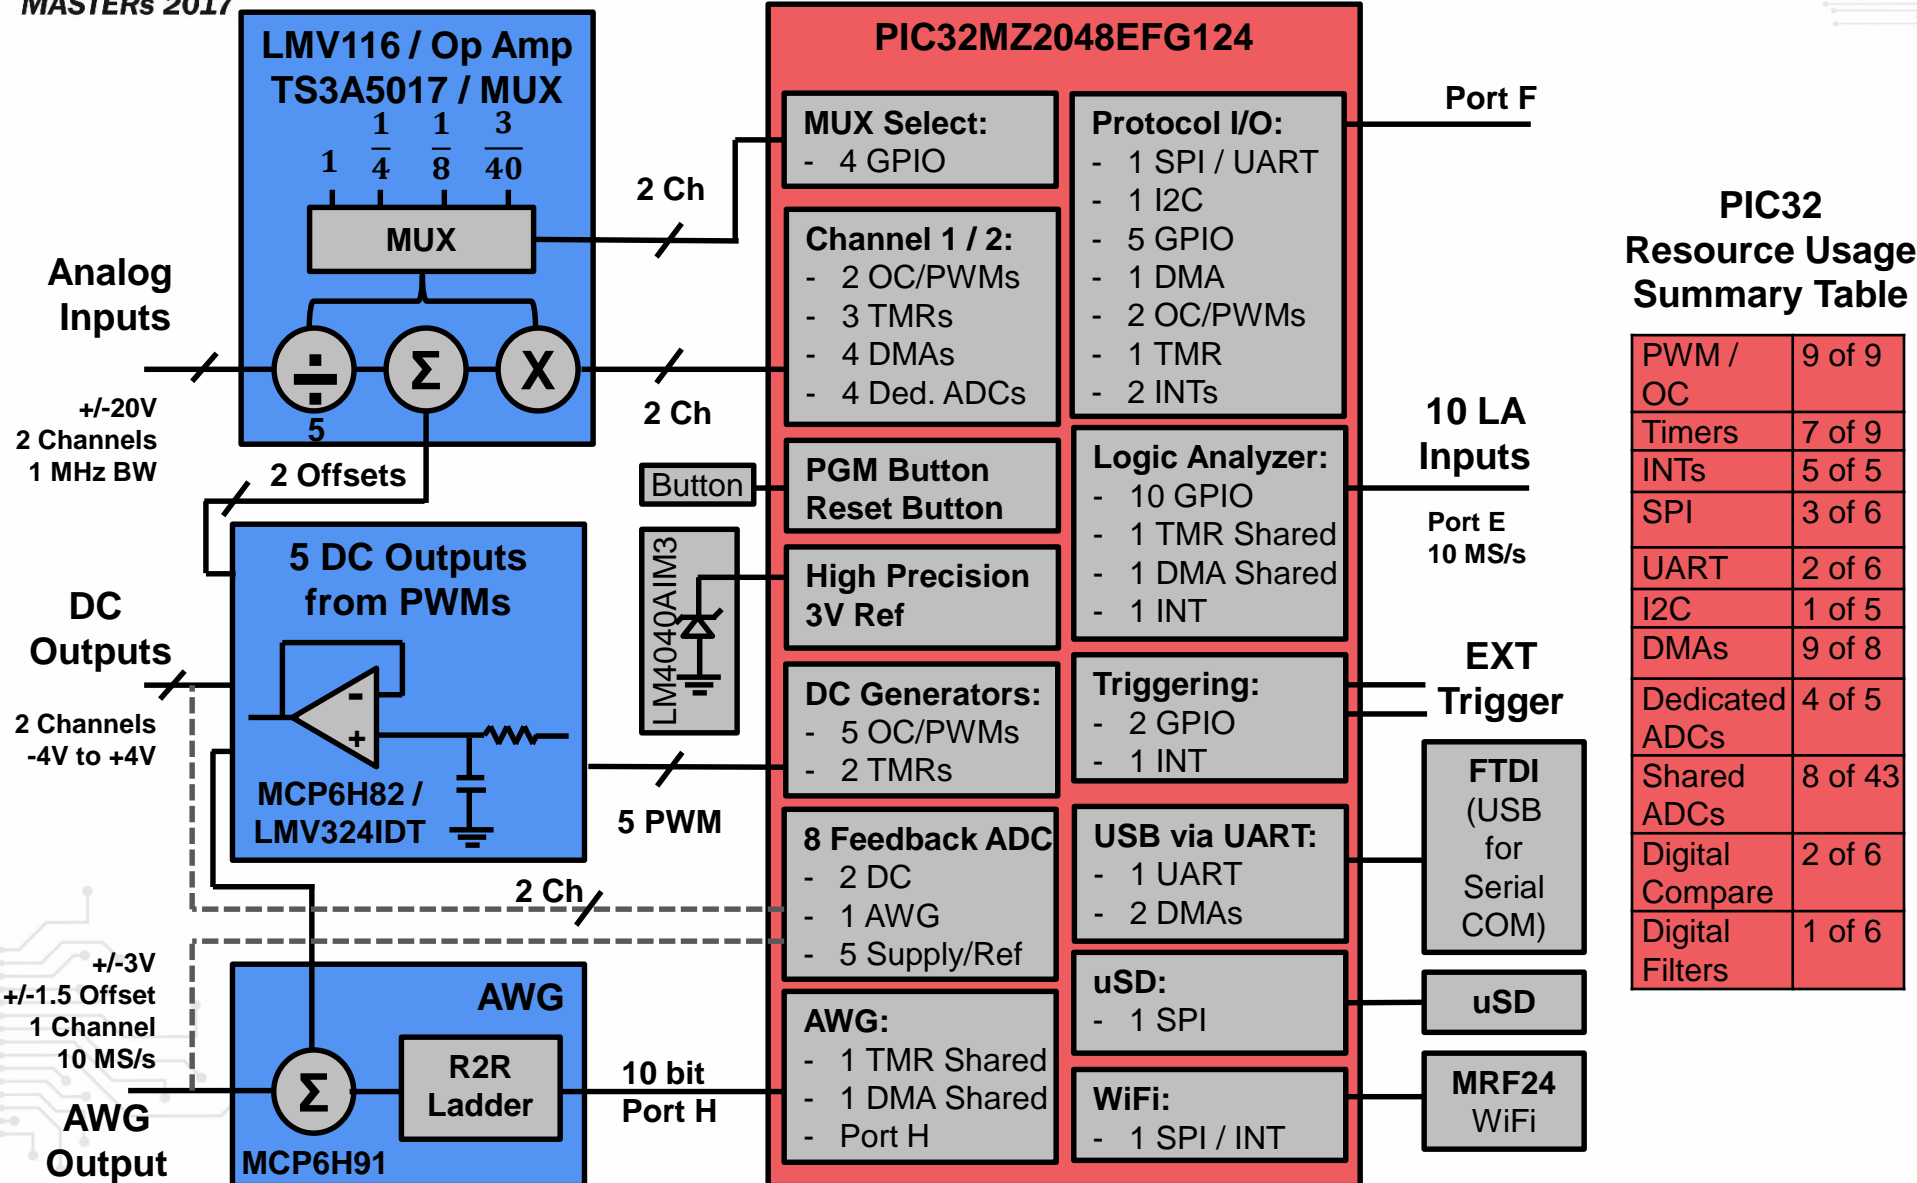 MASTERs 2017
LMV116 / Op Amp
TS3A5017 / MUX
1 1/4 1/8 3/40
MUX
÷ Σ X
5
Analog
Inputs
+/-20V
2 Channels
1 MHz BW
2 Ch
2 Ch
2 Offsets
5 DC Outputs
from PWMs
-
+
MCP6H82 /
LMV324IDT
DC
Outputs
2 Channels
-4V to +4V
5 PWM
2 Ch
+/-3V
+/-1.5 Offset
1 Channel
10 MS/s
AWG
Output
AWG
Σ
R2R
Ladder
MCP6H91
10 bit
Port H
Button
LM4040AIM3
PIC32MZ2048EFG124
MUX Select:
- 4 GPIO
Channel 1 / 2:
- 2 OC/PWMs
- 3 TMRs
- 4 DMAs
- 4 Ded. ADCs
PGM Button
Reset Button
High Precision
3V Ref
DC Generators:
- 5 OC/PWMs
- 2 TMRs
8 Feedback ADC
- 2 DC
- 1 AWG
- 5 Supply/Ref
AWG:
- 1 TMR Shared
- 1 DMA Shared
- Port H
Protocol I/O:
- 1 SPI / UART
- 1 I2C
- 5 GPIO
- 1 DMA
- 2 OC/PWMs
- 1 TMR
- 2 INTs
Logic Analyzer:
- 10 GPIO
- 1 TMR Shared
- 1 DMA Shared
- 1 INT
Triggering:
- 2 GPIO
- 1 INT
USB via UART:
- 1 UART
- 2 DMAs
uSD:
- 1 SPI
WiFi:
- 1 SPI / INT
Port F
10 LA
Inputs
Port E
10 MS/s
EXT
Trigger
FTDI
(USB
for
Serial
COM)
uSD
MRF24
WiFi
PIC32
Resource Usage
Summary Table
PWM / 9 of 9
OC
Timers 7 of 9
INTs 5 of 5
SPI 3 of 6
UART 2 of 6
I2C 1 of 5
DMAs 9 of 8
Dedicated 4 of 5
ADCs
Shared 8 of 43
ADCs
Digital 2 of 6
Compare
Digital 1 of 6
Filters